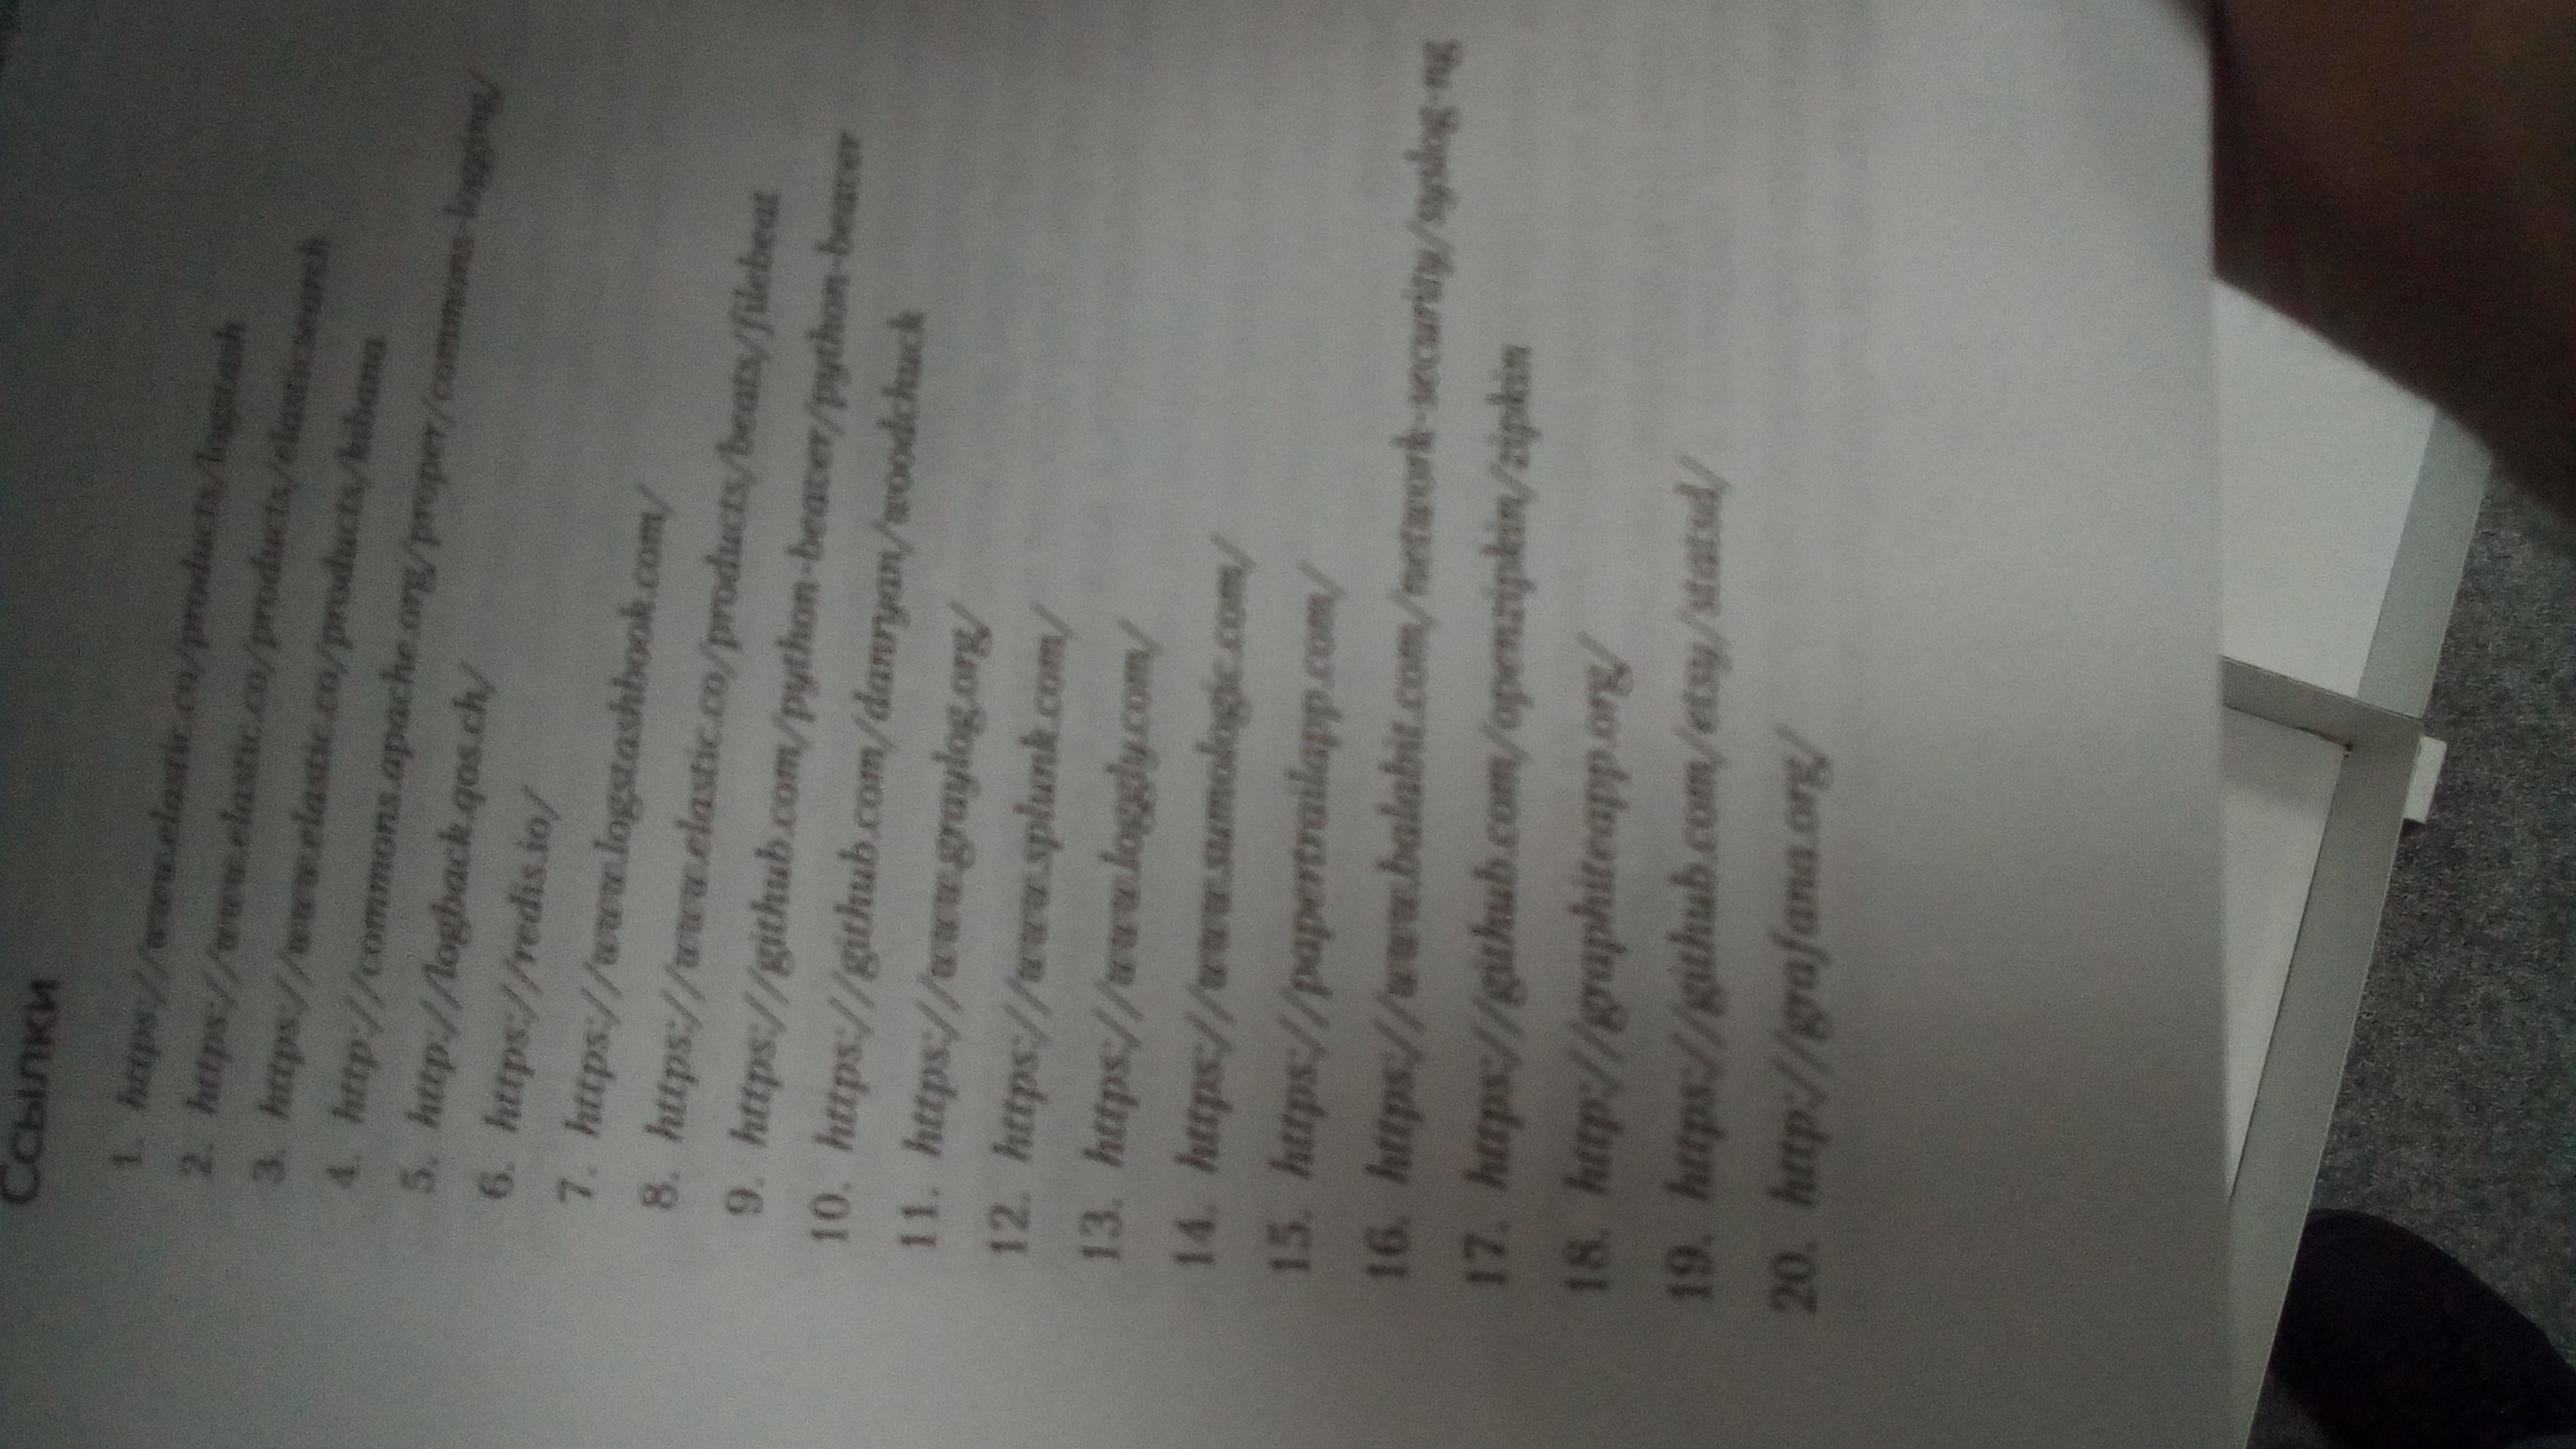 Ссылки
1. https://www.elastic.co/products/logstash
2. https://www.elastic.co/products/elasticsearch
3. https://www.elastic.co/products/kibana
4. http://commons.apache.org/proper/commons-logging/
5. http://logback.qos.ch/
6. https://redis.io/
7. https://www.logstashbook.com/
8. https://www.elastic.co/products/beats/filebeat
9. https://github.com/python-beaver/python-beaver
10. https://github.com/danryan/woodchuck
11. https://www.graylog.org/
12. https://www.splunk.com/
13. https://www.loggly.com/
14. https://www.sumologic.com/
15. https://papertrailapp.com/
16. https://www.balabit.com/network-security/syslog-ng
17. https://github.com/openzipkin/zipkin
18. http://graphiteapp.org/
19. https://github.com/etsy/statsd/
20. http://grafana.org/